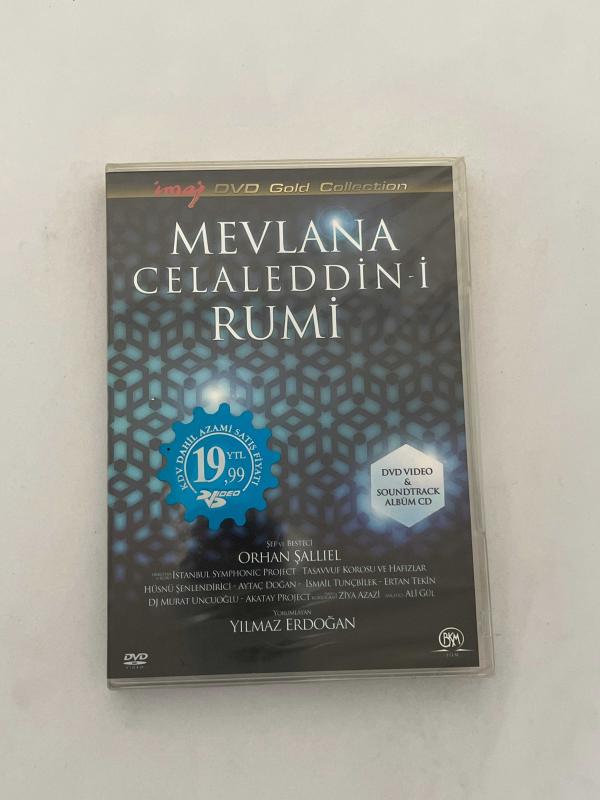 imaj DVD Gold Collection
MEVLANA
CELALEDDİN-İ
RUMİ
KDV DAHİL AZAMİ SATIŞ FİYATI
19,99 YTL
VIDEO
DVD VIDEO
&
SOUNDTRACK
ALBÜM CD
ŞEF VE BESTECİ
ORHAN ŞALLIEL
İSTANBUL SYMPHONIC PROJECT - TASAVVUF KOROSU VE HAFIZLAR
HÜSNÜ ŞENLENDİRİCİ - AYTAÇ DOĞAN - İSMAİL TUNÇBİLEK - ERTAN TEKİN
DJ MURAT UNCUOĞLU - AKATAY PROJECT ZİYA AZAZİ ALİ GÜL
YORUMLAYAN
YILMAZ ERDOĞAN
DVD
VIDEO
BKM
FILM